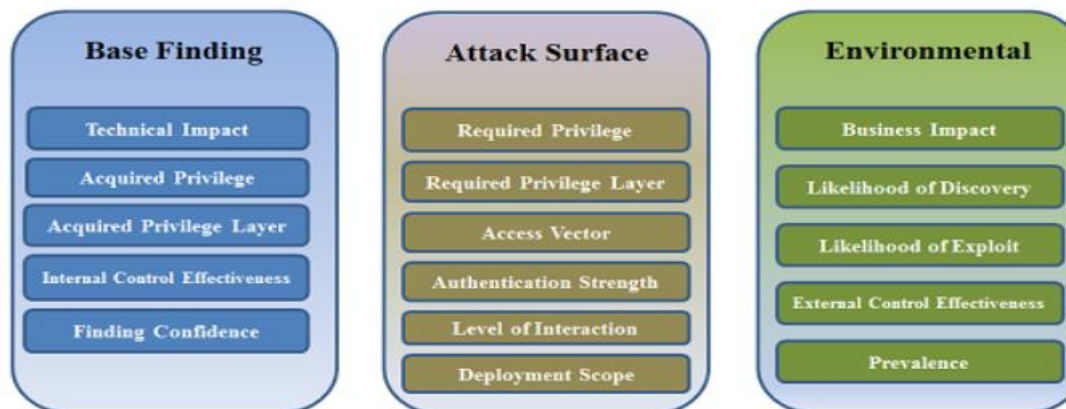 Base Finding
Technical Impact
Acquired Privilege
Acquired Privilege Layer
Internal Control Effectiveness
Finding Confidence
Attack Surface
Required Privilege
Required Privilege Layer
Access Vector
Authentication Strength
Level of Interaction
Deployment Scope
Environmental
Business Impact
Likelihood of Discovery
Likelihood of Exploit
External Control Effectiveness
Prevalence